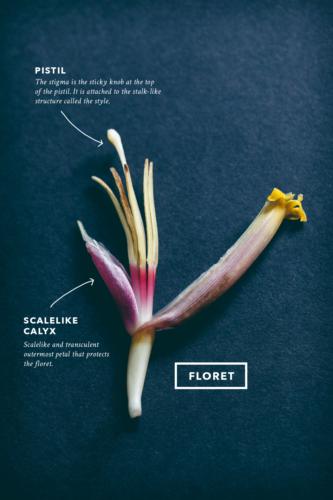 PISTIL
The stigma is the sticky knob at the top
of the pistil. It is attached to the stalk-like
structure called the style.
SCALELIKE
CALYX
Scalelike and transculent
outermost petal that protects
the floret.
FLORET